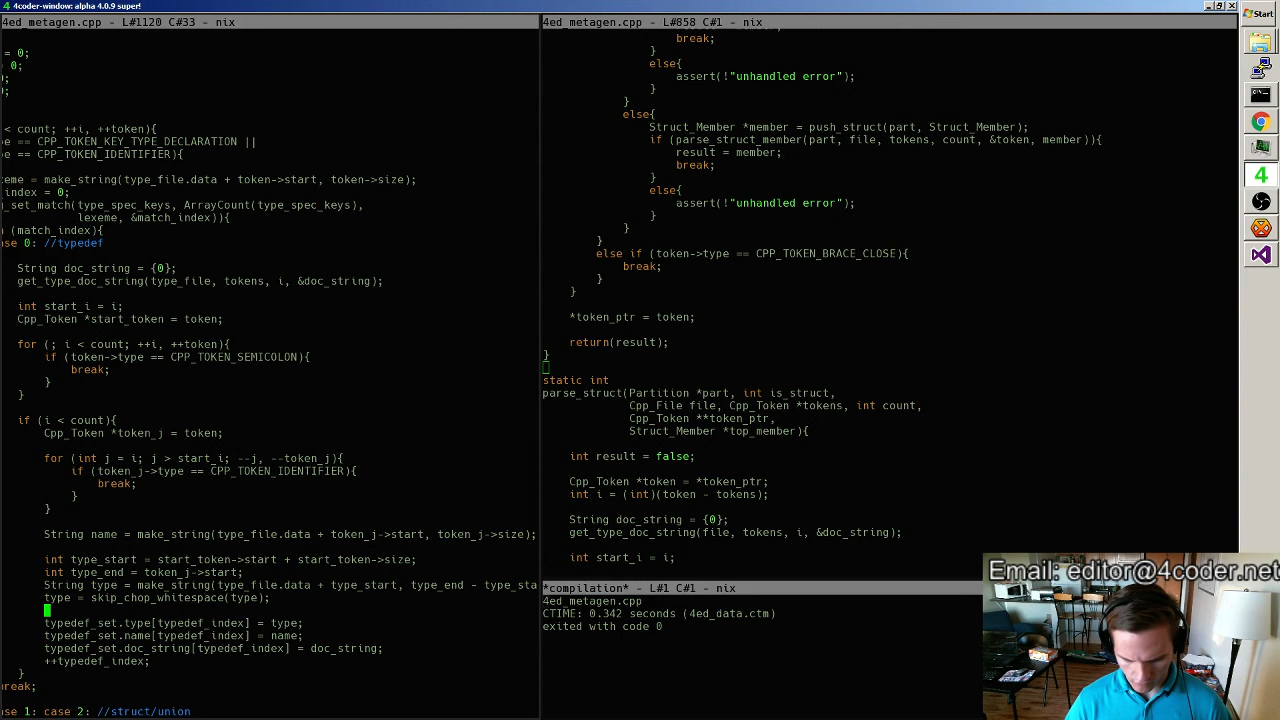 4coder-window: alpha 4.0.9 super!
4ed_metagen.cpp - L#1120 C#33 - nix
= 0;
= 0;
;
;
< count; ++i, ++token){
pe == CPP_TOKEN_KEY_TYPE_DECLARATION ||
pe == CPP_TOKEN_IDENTIFIER){
xeme = make_string(type_file.data + token->start, token->size);
_index = 0;
n_set_match(type_spec_keys, ArrayCount(type_spec_keys),
lexeme, &match_index)){
h (match_index){
ase 0: //typedef
String doc_string = {0};
get_type_doc_string(type_file, tokens, i, &doc_string);
int start_i = i;
Cpp_Token *start_token = token;
for (; i < count; ++i, ++token){
if (token->type == CPP_TOKEN_SEMICOLON){
break;
}
}
if (i < count){
Cpp_Token *token_j = token;
for (int j = i; j > start_i; --j, --token_j){
if (token_j->type == CPP_TOKEN_IDENTIFIER){
break;
}
}
String name = make_string(type_file.data + token_j->start, token_j->size);
int type_start = start_token->start + start_token->size;
int type_end = token_j->start;
String type = make_string(type_file.data + type_start, type_end - type_sta
type = skip_chop_whitespace(type);
typedef_set.type[typedef_index] = type;
typedef_set.name[typedef_index] = name;
typedef_set.doc_string[typedef_index] = doc_string;
++typedef_index;
}
break;
ase 1: case 2: //struct/union
4ed_metagen.cpp - L#858 C#1 - nix
break;
}
else{
assert(!"unhandled error");
}
}
else{
Struct_Member *member = push_struct(part, Struct_Member);
if (parse_struct_member(part, file, tokens, count, &token, member)){
result = member;
break;
}
else{
assert(!"unhandled error");
}
}
}
else if (token->type == CPP_TOKEN_BRACE_CLOSE){
break;
}
}
*token_ptr = token;
return(result);
}
static int
parse_struct(Partition *part, int is_struct,
Cpp_File file, Cpp_Token *tokens, int count,
Cpp_Token **token_ptr,
Struct_Member *top_member){
int result = false;
Cpp_Token *token = *token_ptr;
int i = (int)(token - tokens);
String doc_string = {0};
get_type_doc_string(file, tokens, i, &doc_string);
int start_i = i;
*compilation* - L#1 C#1 - nix
4ed_metagen.cpp
CTIME: 0.342 seconds (4ed_data.ctm)
exited with code 0
Email: editor@4coder.net
Start
4